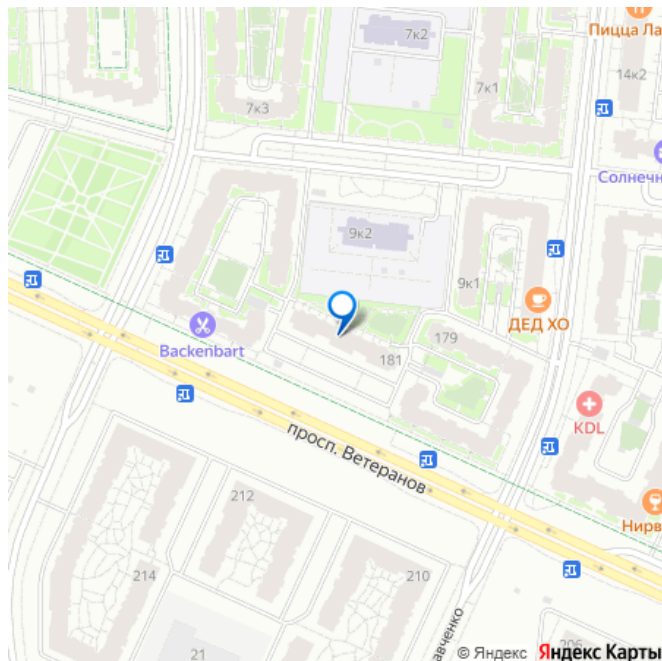 Пицца Ла
7к2
7к1
14к2
7к3
Солнечн
9к2
9к1
ДЕД ХО
179
Backenbart
181
KDL
просп. Ветеранов
212
Нирв
214
210
авченко
206
21
© Яндекс Яндекс Карты